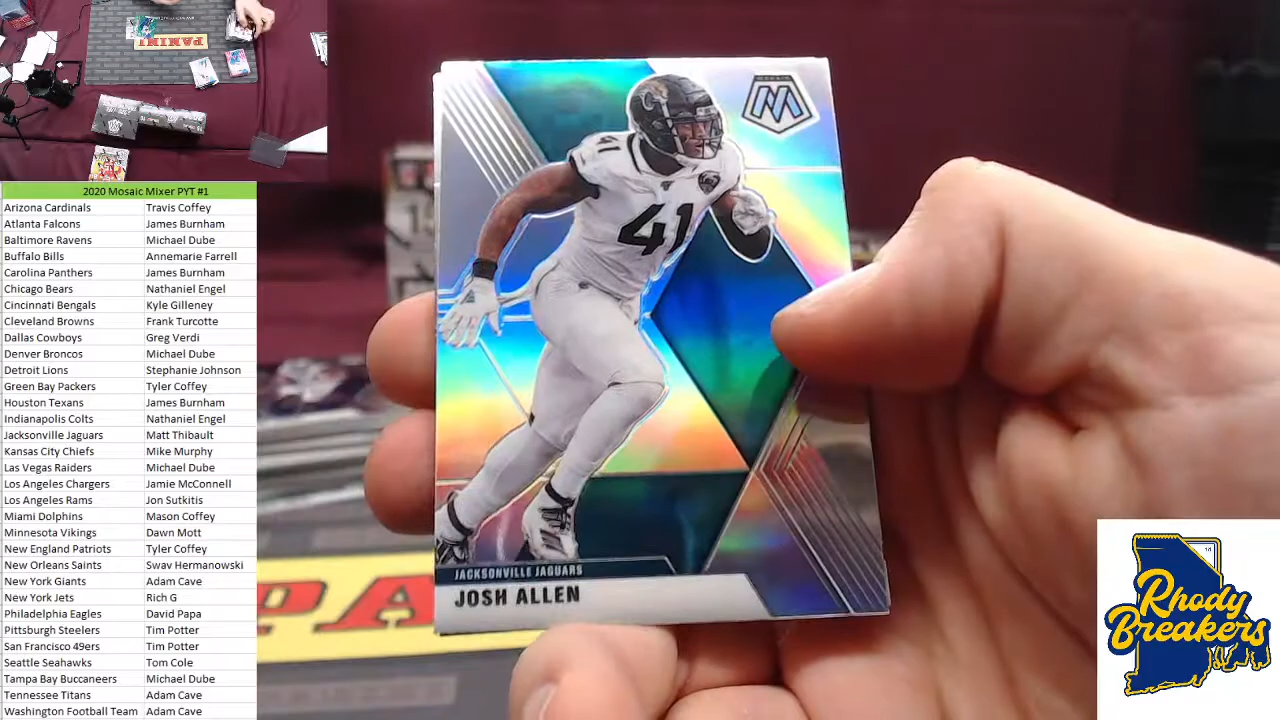 PANINI
2020 Mosaic Mixer PYT #1
Arizona Cardinals Travis Coffey
Atlanta Falcons James Burnham
Baltimore Ravens Michael Dube
Buffalo Bills Annemarie Farrell
Carolina Panthers James Burnham
Chicago Bears Nathaniel Engel
Cincinnati Bengals Kyle Gilleney
Cleveland Browns Frank Turcotte
Dallas Cowboys Greg Verdi
Denver Broncos Michael Dube
Detroit Lions Stephanie Johnson
Green Bay Packers Tyler Coffey
Houston Texans James Burnham
Indianapolis Colts Nathaniel Engel
Jacksonville Jaguars Matt Thibault
Kansas City Chiefs Mike Murphy
Las Vegas Raiders Michael Dube
Los Angeles Chargers Jamie McConnell
Los Angeles Rams Jon Sutkitis
Miami Dolphins Mason Coffey
Minnesota Vikings Dawn Mott
New England Patriots Tyler Coffey
New Orleans Saints Swav Hermanowski
New York Giants Adam Cave
New York Jets Rich G
Philadelphia Eagles David Papa
Pittsburgh Steelers Tim Potter
San Francisco 49ers Tim Potter
Seattle Seahawks Tom Cole
Tampa Bay Buccaneers Michael Dube
Tennessee Titans Adam Cave
Washington Football Team Adam Cave
MOSAIC
41
41
JACKSONVILLE JAGUARS
JOSH ALLEN
PA
Rhody
Breakers